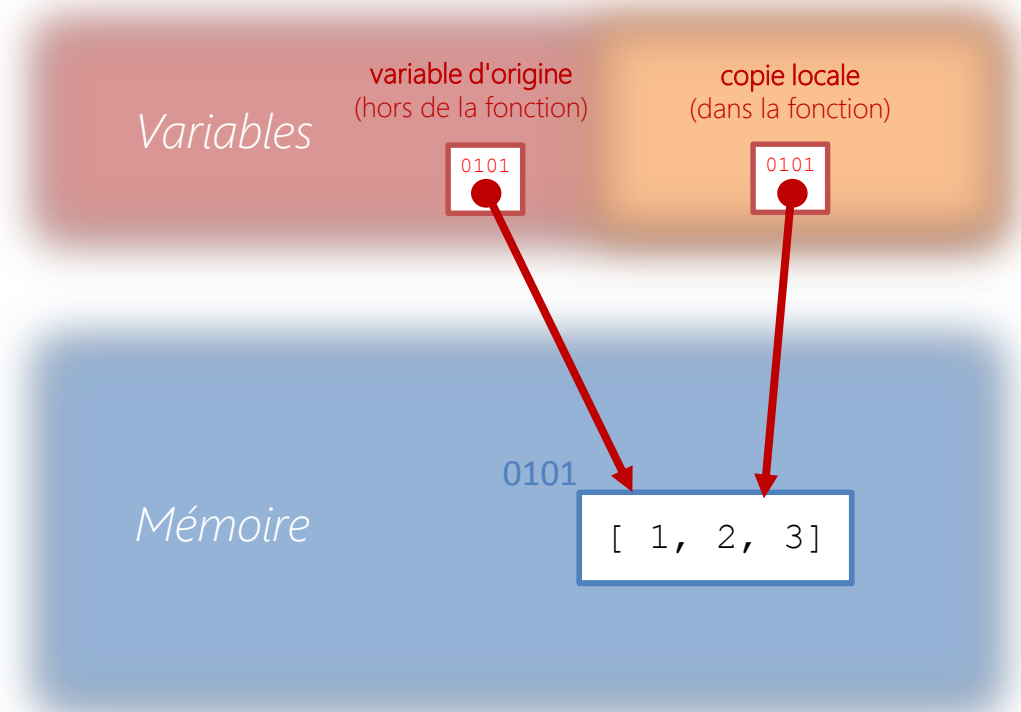 variable d'origine
(hors de la fonction)
copie locale
(dans la fonction)
Variables
0101
0101
0101
Mémoire
[ 1, 2, 3]